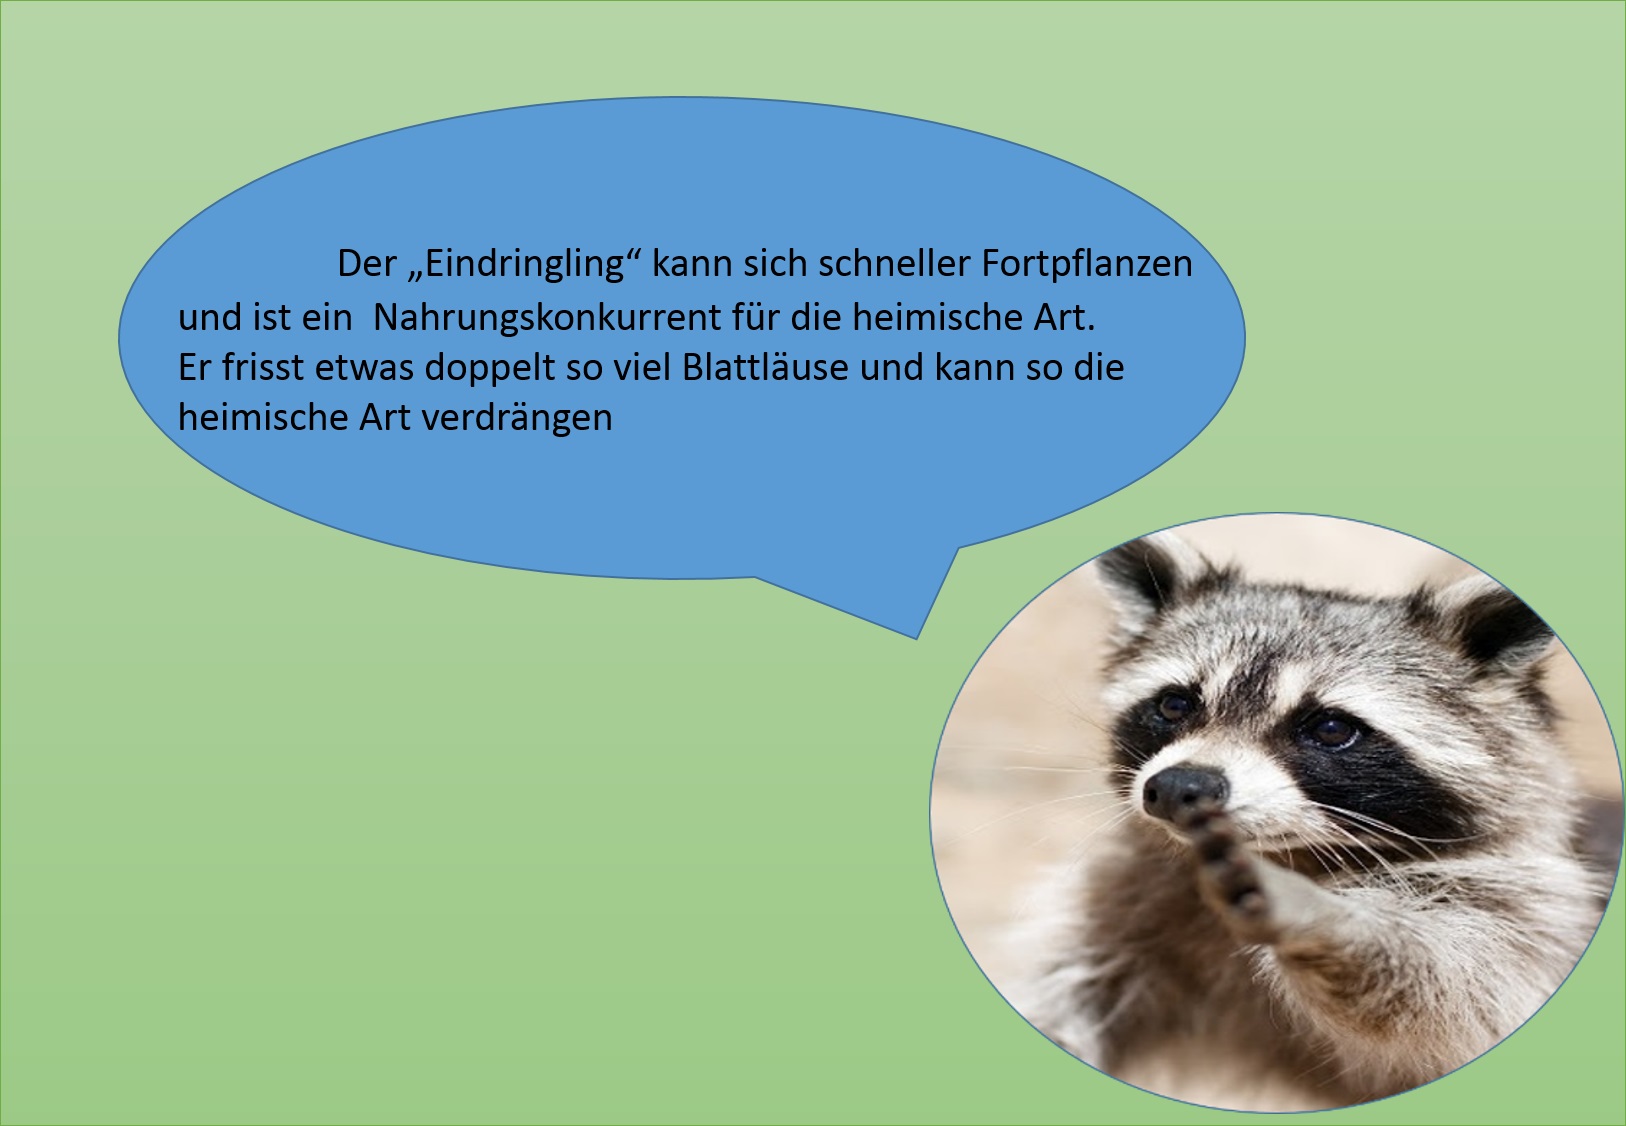 Der „Eindringling“ kann sich schneller Fortpflanzen
und ist ein  Nahrungskonkurrent für die heimische Art.
Er frisst etwas doppelt so viel Blattläuse und kann so die
heimische Art verdrängen